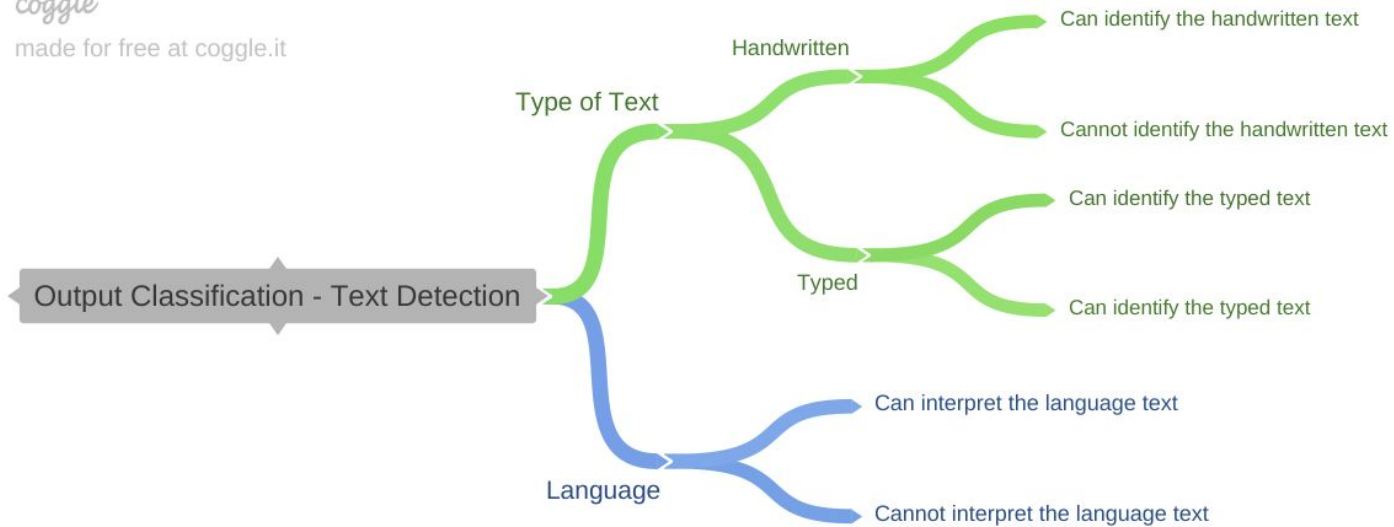 coggle
made for free at coggle.it
Can identify the handwritten text
Handwritten
Type of Text
Cannot identify the handwritten text
Can identify the typed text
Typed
Can identify the typed text
Output Classification - Text Detection
Can interpret the language text
Language
Cannot interpret the language text